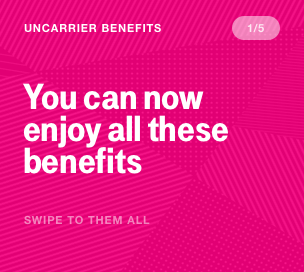 UNCARRIER BENEFITS
1/5
You can now
enjoy all these
benefits
SWIPE TO THEM ALL